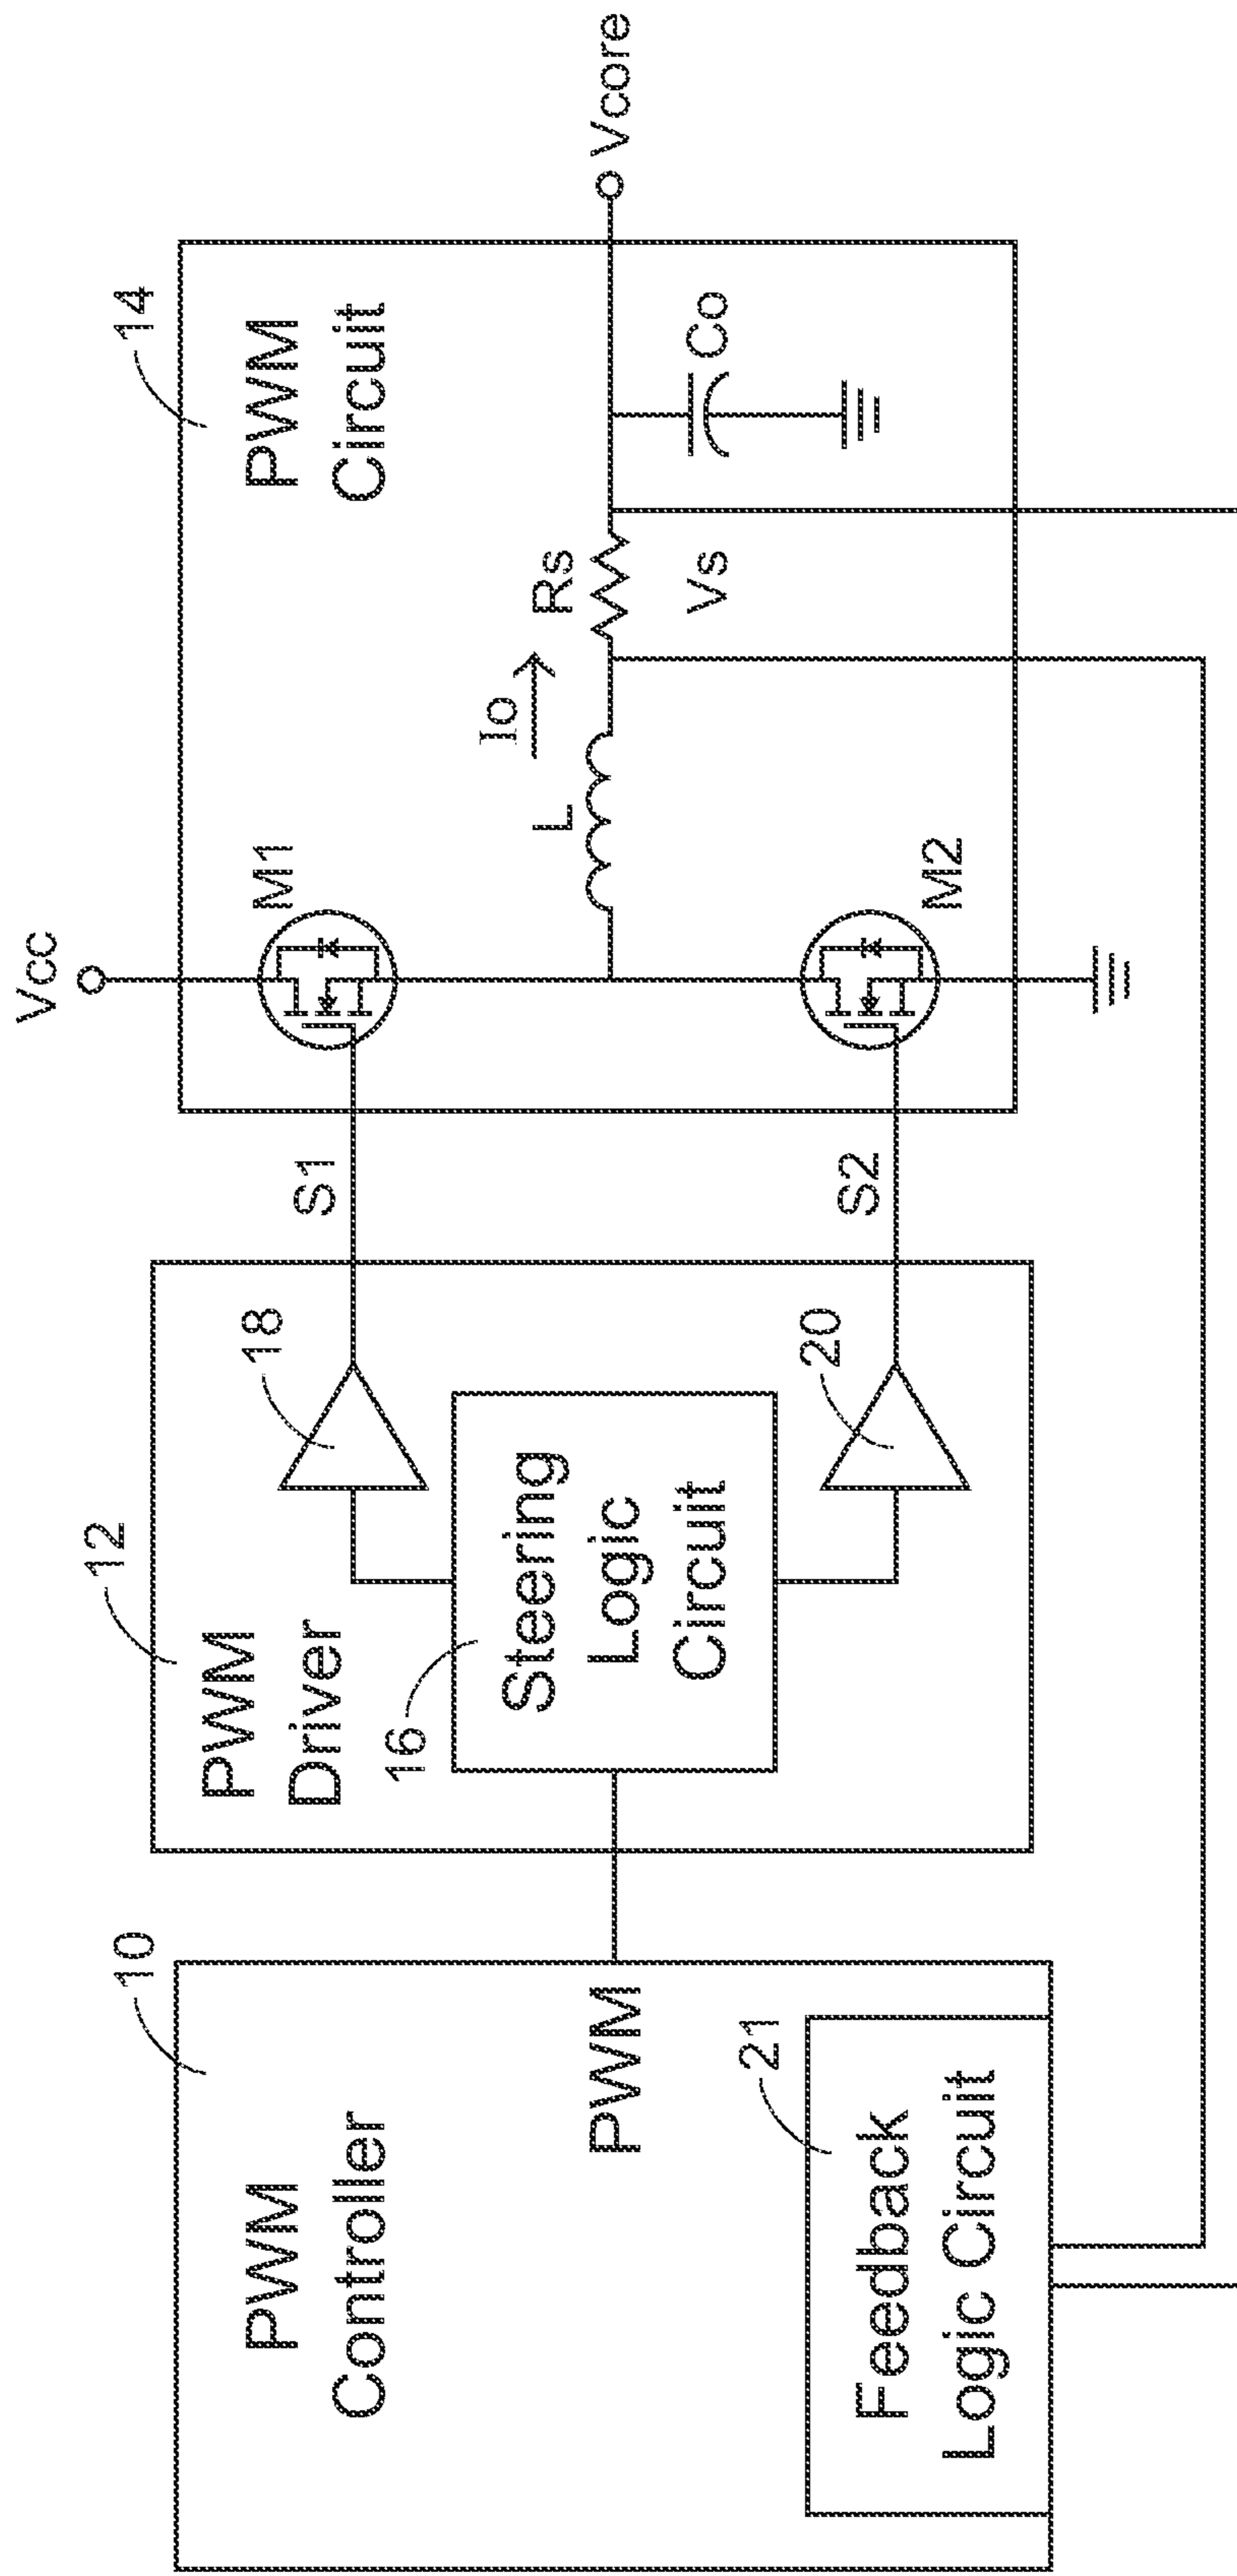 10
PWM
Controller
PWM
21
Feedback
Logic Circuit
12
PWM
Driver
16
Steering
Logic
Circuit
18
20
S1
S2
14
PWM
Circuit
Vcc
M1
M2
L
Io
Rs
Vs
Co
Vcore